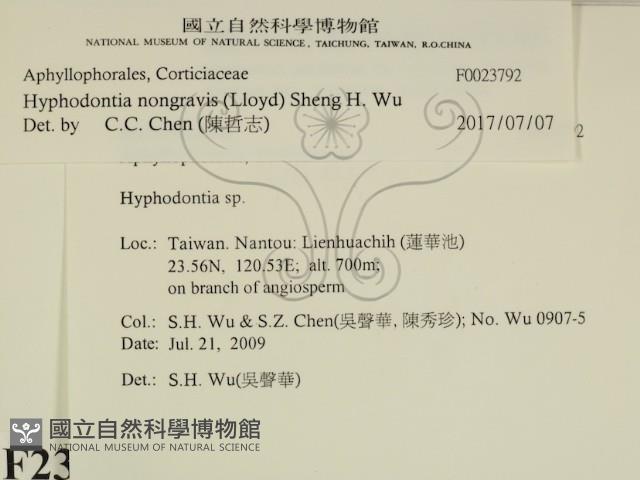 國立自然科學博物館
NATIONAL MUSEUM OF NATURAL SCIENCE, TAICHUNG, TAIWAN, R.O.CHINA
Aphyllophorales, Corticiaceae F0023792
Hyphodontia nongravis (Lloyd) Sheng H. Wu
Det. by C.C. Chen (陳哲志) 2017/07/07
Hyphodontia sp.
Loc.: Taiwan. Nantou: Lienhuachih (蓮華池)
23.56N, 120.53E; alt. 700m;
on branch of angiosperm
Col.: S.H. Wu & S.Z. Chen(吳聲華, 陳秀珍); No. Wu 0907-5
Date: Jul. 21, 2009
Det.: S.H. Wu(吳聲華)
國立自然科學博物館
NATIONAL MUSEUM OF NATURAL SCIENCE
F23